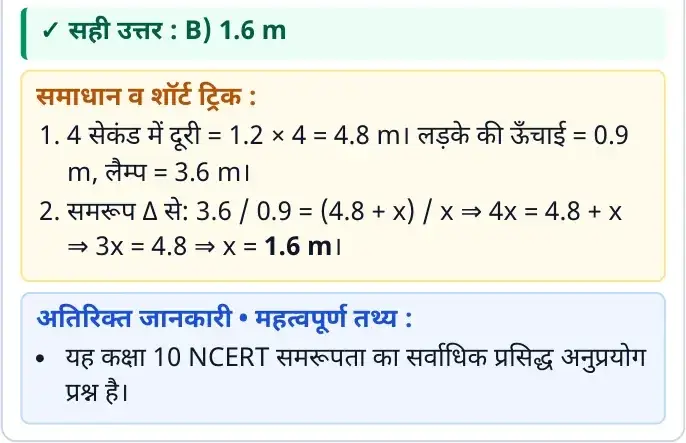 ✓ सही उत्तर : B) 1.6 m
समाधान व शॉर्ट ट्रिक :
1. 4 सेकंड में दूरी = 1.2 × 4 = 4.8 m। लड़के की ऊँचाई = 0.9
m, लैम्प = 3.6 m।
2. समरूप Δ से: 3.6 / 0.9 = (4.8 + x) / x ⇒ 4x = 4.8 + x
⇒ 3x = 4.8 ⇒ x = 1.6 m।
अतिरिक्त जानकारी • महत्वपूर्ण तथ्य :
• यह कक्षा 10 NCERT समरूपता का सर्वाधिक प्रसिद्ध अनुप्रयोग
प्रश्न है।